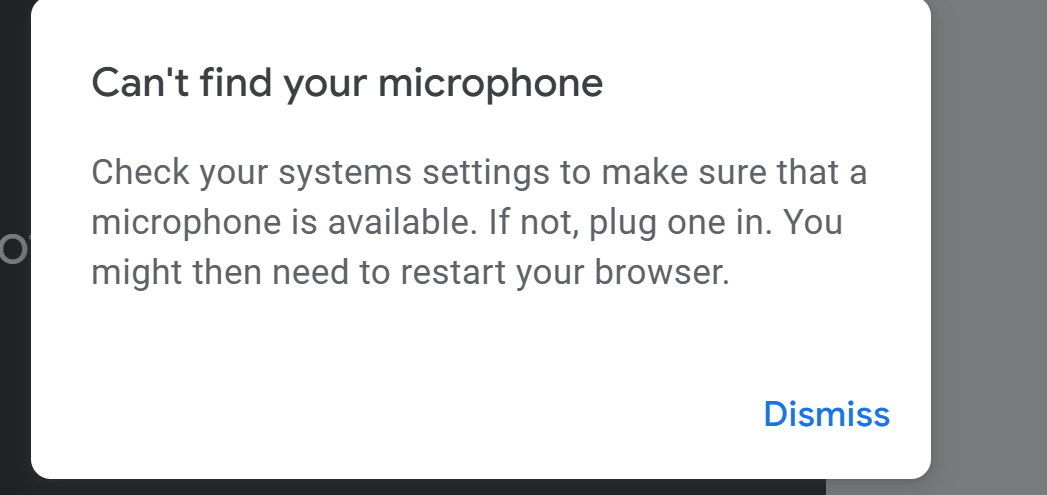 Can't find your microphone
Check your systems settings to make sure that a
microphone is available. If not, plug one in. You
might then need to restart your browser.
Dismiss